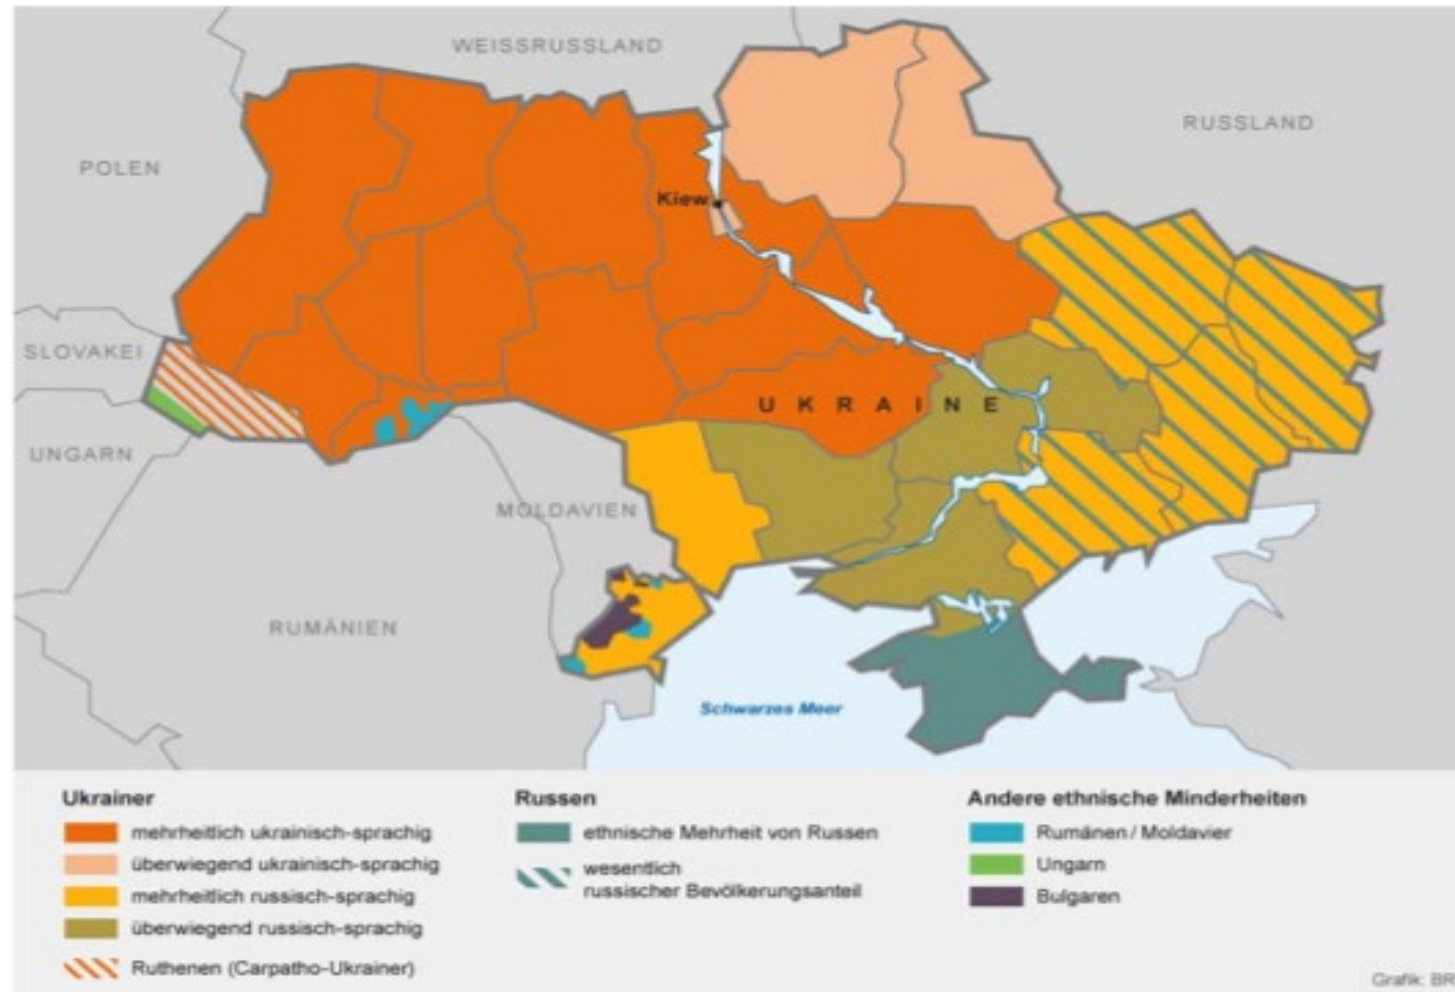 WEISSRUSSLAND
RUSSLAND
POLEN
Kiew
SLOVAKEI
UKRAINE
UNGARN
MOLDAVIEN
RUMÄNIEN
Schwarzes Meer
Ukrainer
mehrheitlich ukrainisch-sprachig
überwiegend ukrainisch-sprachig
mehrheitlich russisch-sprachig
überwiegend russisch-sprachig
Ruthenen (Carpatho-Ukrainer)
Russen
ethnische Mehrheit von Russen
wesentlich
russischer Bevölkerungsanteil
Andere ethnische Minderheiten
Rumänen / Moldavier
Ungarn
Bulgaren
Grafik: BR